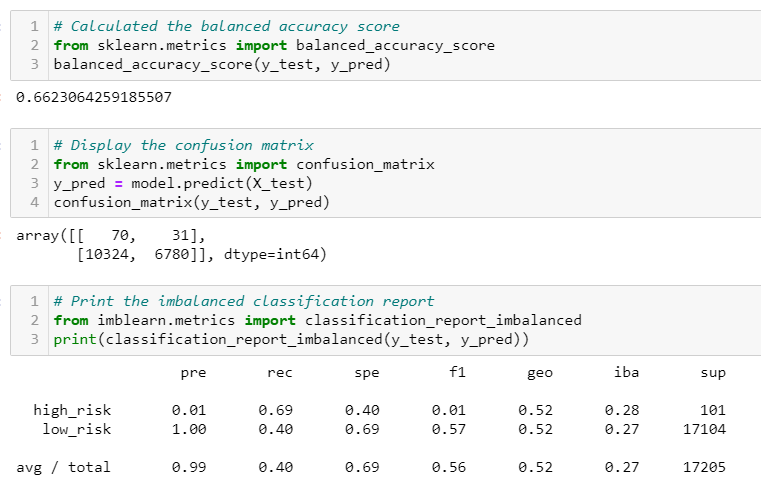 1 # Calculated the balanced accuracy score
2 from sklearn.metrics import balanced_accuracy_score
3 balanced_accuracy_score(y_test, y_pred)
0.6623064259185507
1 # Display the confusion matrix
2 from sklearn.metrics import confusion_matrix
3 y_pred = model.predict(X_test)
4 confusion_matrix(y_test, y_pred)
array([[   70,    31],
       [10324,  6780]], dtype=int64)
1 # Print the imbalanced classification report
2 from imblearn.metrics import classification_report_imbalanced
3 print(classification_report_imbalanced(y_test, y_pred))
pre rec spe f1 geo iba sup
high_risk 0.01 0.69 0.40 0.01 0.52 0.28 101
low_risk 1.00 0.40 0.69 0.57 0.52 0.27 17104
avg / total 0.99 0.40 0.69 0.56 0.52 0.27 17205